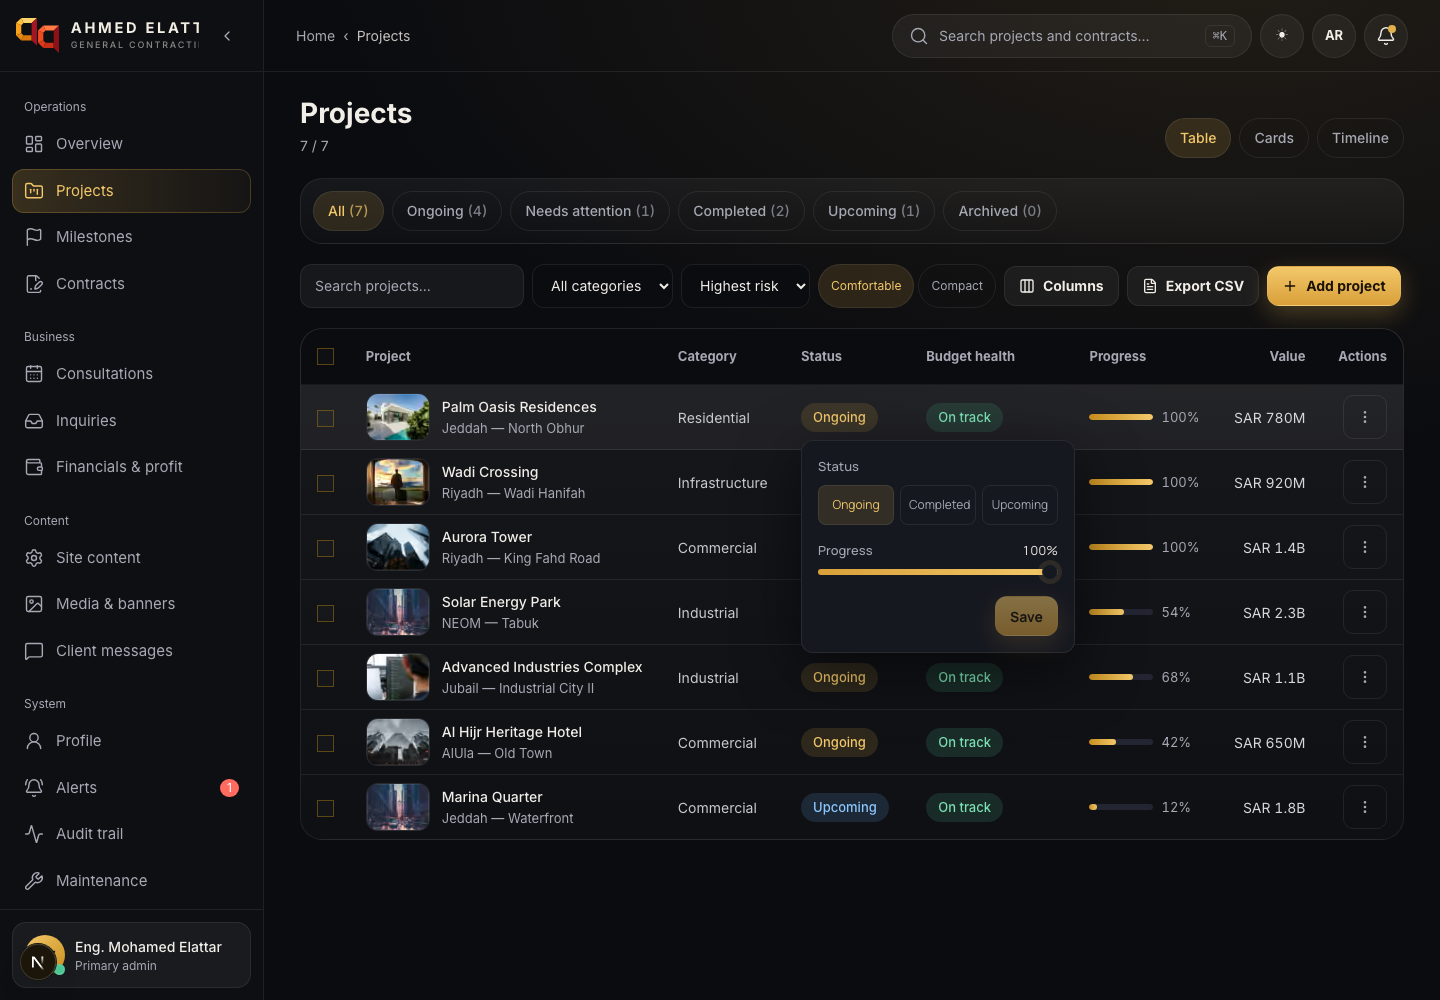 AHMED ELATT
GENERAL CONTRACTI
Home ‹ Projects
Search projects and contracts... ⌘K
AR
Operations
Overview
Projects
Milestones
Contracts
Business
Consultations
Inquiries
Financials & profit
Content
Site content
Media & banners
Client messages
System
Profile
Alerts 1
Audit trail
Maintenance
N
Eng. Mohamed Elattar
Primary admin
Projects
7 / 7
Table Cards Timeline
All (7) Ongoing (4) Needs attention (1) Completed (2) Upcoming (1) Archived (0)
Search projects... All categories Highest risk Comfortable Compact Columns Export CSV Add project
Project Category Status Budget health Progress Value Actions
Palm Oasis Residences
Jeddah — North Obhur
Residential Ongoing On track 100% SAR 780M
Wadi Crossing
Riyadh — Wadi Hanifah
Infrastructure 100% SAR 920M
Aurora Tower
Riyadh — King Fahd Road
Commercial 100% SAR 1.4B
Solar Energy Park
NEOM — Tabuk
Industrial 54% SAR 2.3B
Advanced Industries Complex
Jubail — Industrial City II
Industrial Ongoing On track 68% SAR 1.1B
Al Hijr Heritage Hotel
AlUla — Old Town
Commercial Ongoing On track 42% SAR 650M
Marina Quarter
Jeddah — Waterfront
Commercial Upcoming On track 12% SAR 1.8B
Status
Ongoing Completed Upcoming
Progress 100%
Save